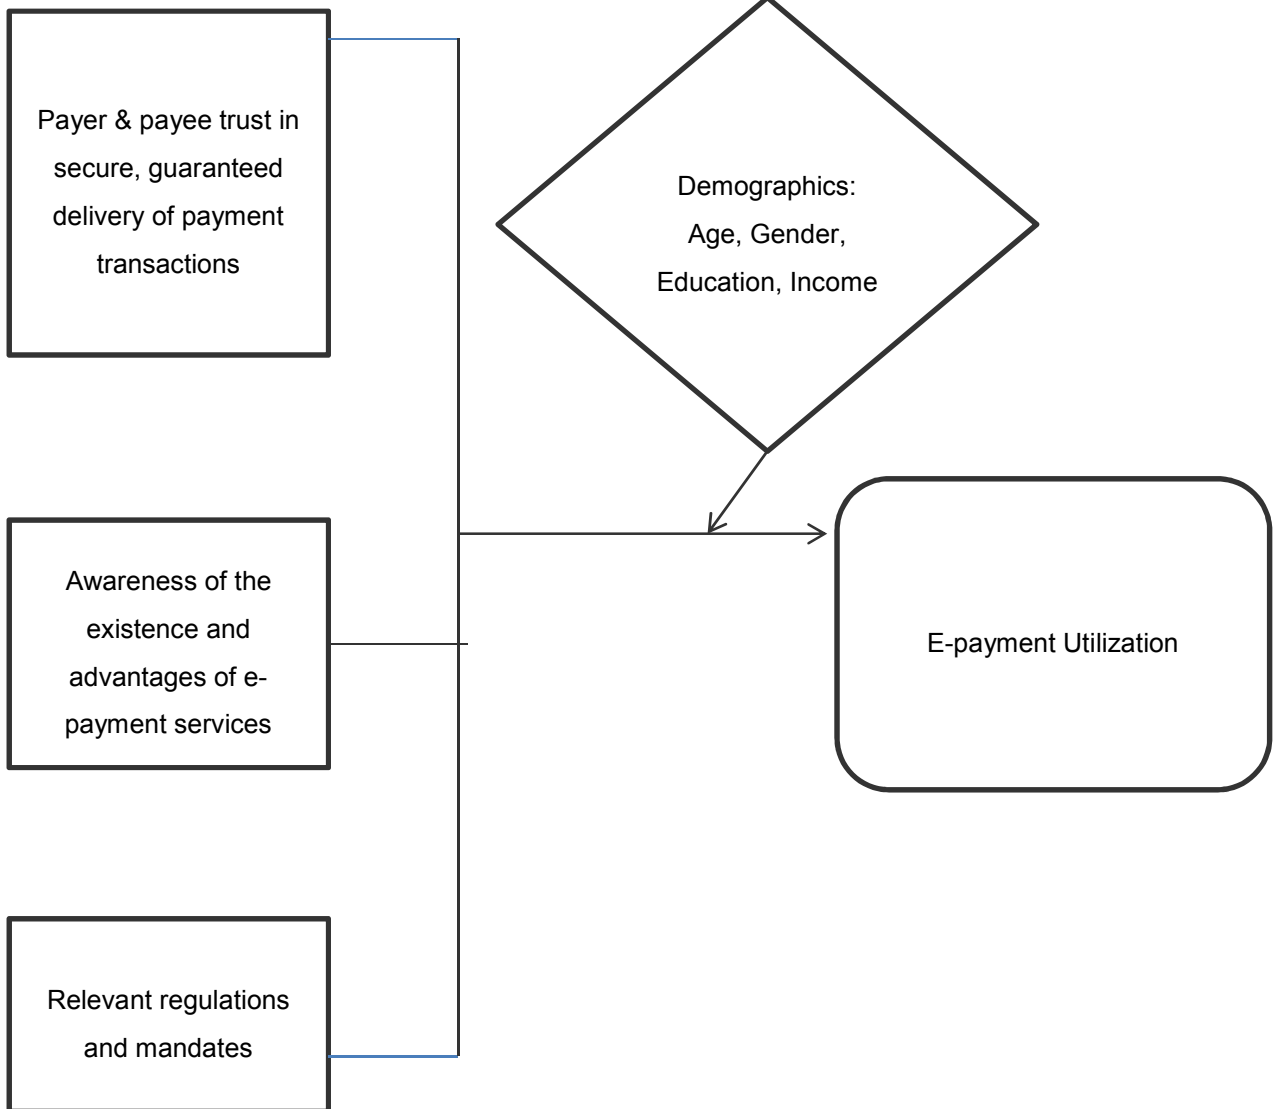 Payer & payee trust in
secure, guaranteed
delivery of payment
transactions
Demographics:
Age, Gender,
Education, Income
Awareness of the
existence and
advantages of e-
payment services
E-payment Utilization
Relevant regulations
and mandates